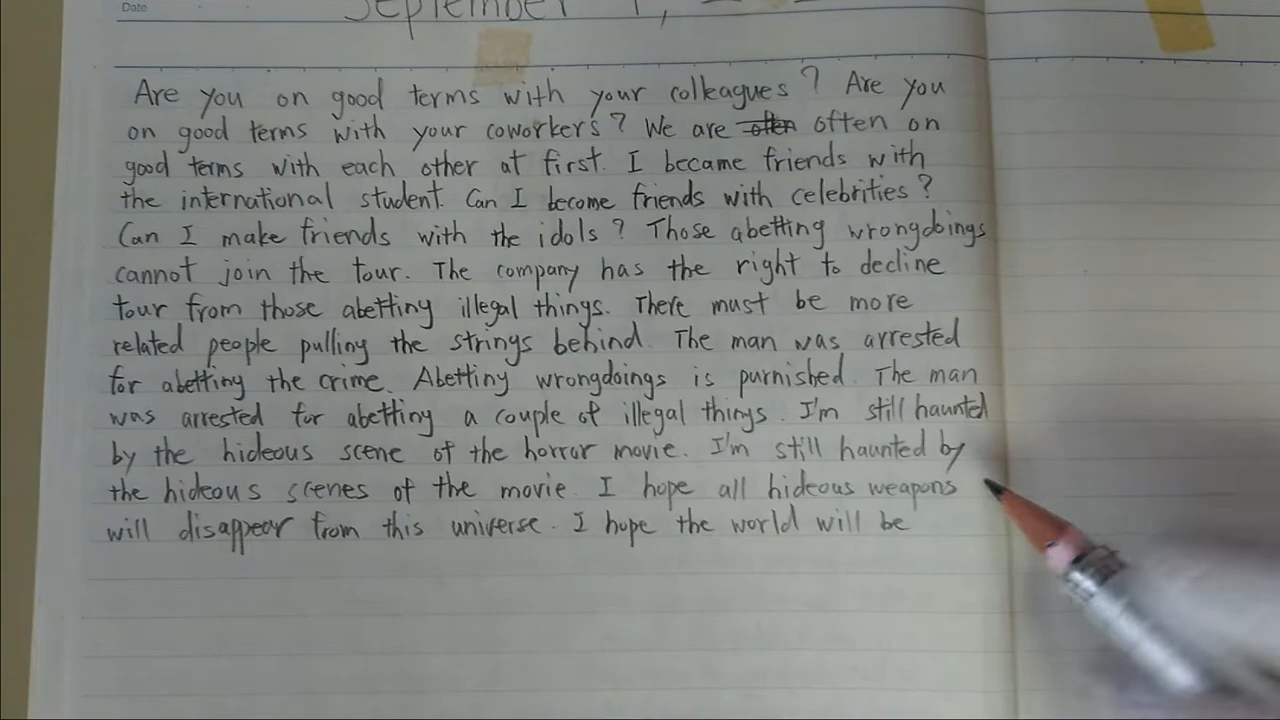 Date
September
Are you on good terms with your colleagues? Are you
on good terms with your coworkers? We are often often on
good terms with each other at first. I became friends with
the international student. Can I become friends with celebrities?
Can I make friends with the idols? Those abetting wrongdoings
cannot join the tour. The company has the right to decline
tour from those abetting illegal things. There must be more
related people pulling the strings behind. The man was arrested
for abetting the crime. Abetting wrongdoings is purnished. The man
was arrested for abetting a couple of illegal things. I'm still haunted
by the hideous scene of the horror movie. I'm still haunted by
the hideous scenes of the movie. I hope all hideous weapons
will disappear from this universe. I hope the world will be